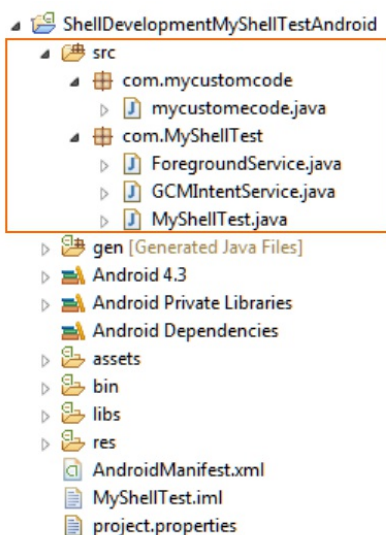 ShellDevelopmentMyShellTestAndroid
src
com.mycustomcode
mycustomecode.java
com.MyShellTest
ForegroundService.java
GCMIntentService.java
MyShellTest.java
gen [Generated Java Files]
Android 4.3
Android Private Libraries
Android Dependencies
assets
bin
libs
res
AndroidManifest.xml
MyShellTest.iml
project.properties